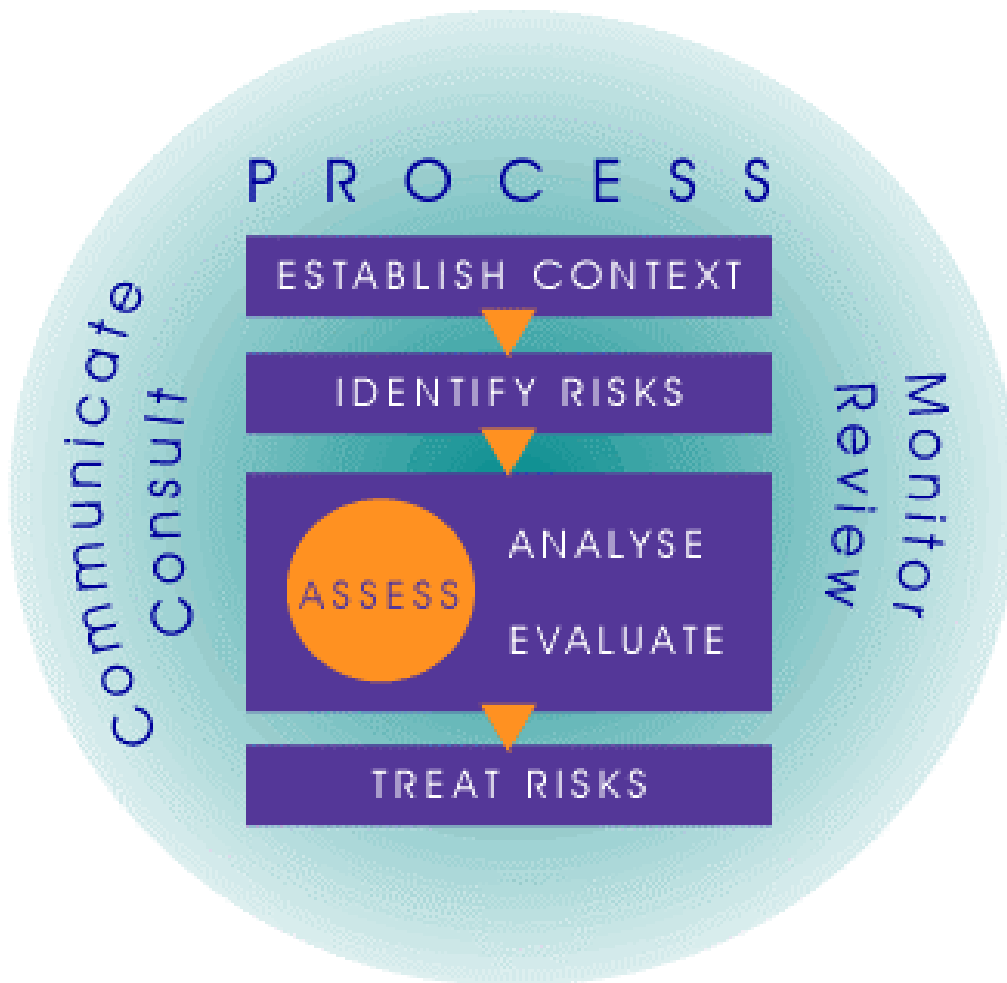 PROCESS
ESTABLISH CONTEXT
IDENTIFY RISKS
ASSESS
ANALYSE
EVALUATE
TREAT RISKS
Communicate
Consult
Monitor
Review